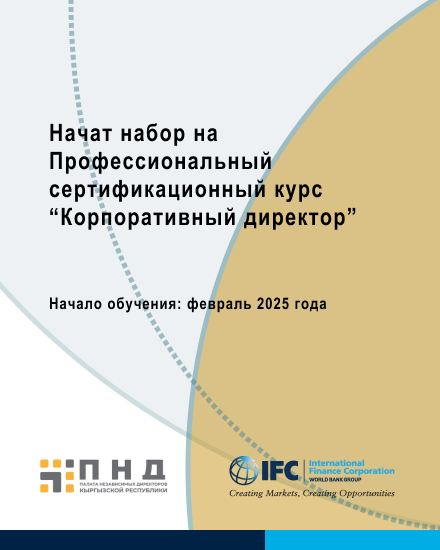 Начат набор на
Профессиональный
сертификационный курс
“Корпоративный директор”
Начало обучения: февраль 2025 года
ПНД
ПАЛАТА НЕЗАВИСИМЫХ ДИРЕКТОРОВ
КЫРГЫЗСКОЙ РЕСПУБЛИКИ
IFC
International
Finance Corporation
WORLD BANK GROUP
Creating Markets, Creating Opportunities